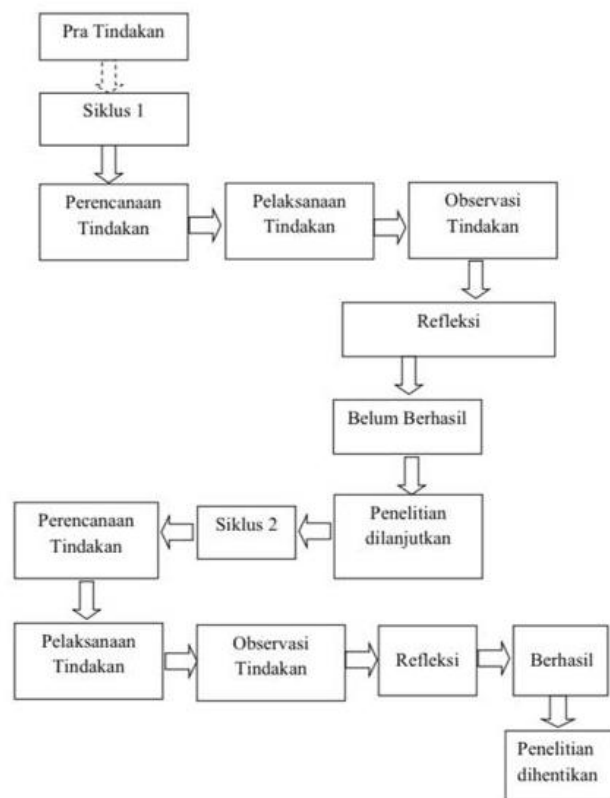 Pra Tindakan
Siklus 1
Perencanaan
Tindakan
Pelaksanaan
Tindakan
Observasi
Tindakan
Refleksi
Belum Berhasil
Penelitian
dilanjutkan
Siklus 2
Perencanaan
Tindakan
Pelaksanaan
Tindakan
Observasi
Tindakan
Refleksi
Berhasil
Penelitian
dihentikan